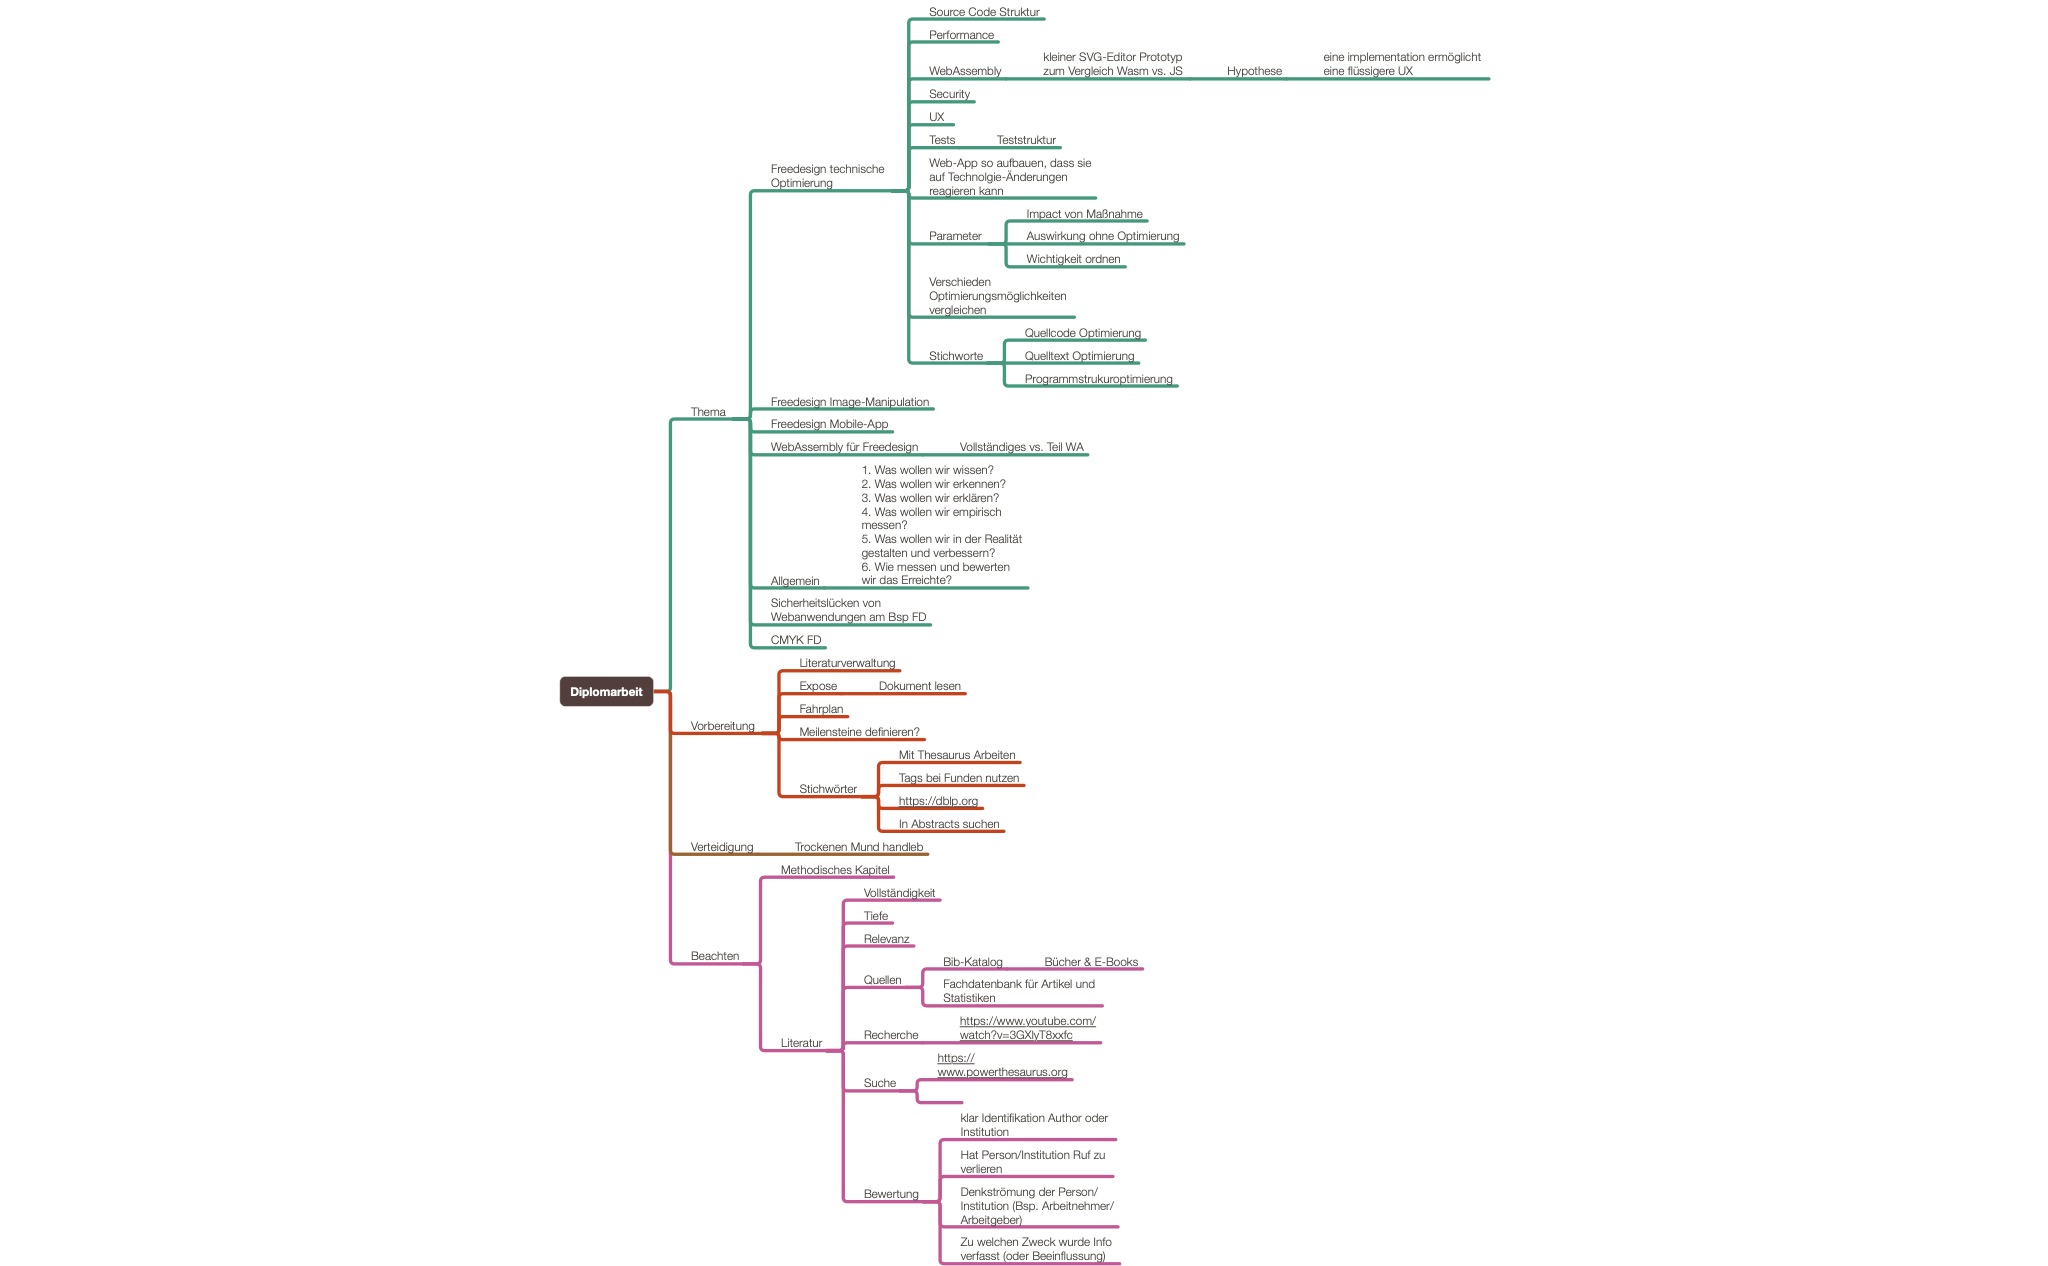 Source Code Struktur
Performance
kleiner SVG-Editor Prototyp
zum Vergleich Wasm vs. JS
eine implementation ermöglicht
eine flüssigere UX
WebAssembly
Hypothese
Security
UX
Tests
Teststruktur
Freedesign technische
Optimierung
Web-App so aufbauen, dass sie
auf Technolgie-Änderungen
reagieren kann
Parameter
Impact von Maßnahme
Auswirkung ohne Optimierung
Wichtigkeit ordnen
Verschieden
Optimierungsmöglichkeiten
vergleichen
Stichworte
Quellcode Optimierung
Quelltext Optimierung
Programmstrukuroptimierung
Thema
Freedesign Image-Manipulation
Freedesign Mobile-App
WebAssembly für Freedesign
Vollständiges vs. Teil WA
1. Was wollen wir wissen?
2. Was wollen wir erkennen?
3. Was wollen wir erklären?
4. Was wollen wir empirisch
messen?
5. Was wollen wir in der Realität
gestalten und verbessern?
6. Wie messen und bewerten
wir das Erreichte?
Allgemein
Sicherheitslücken von
Webanwendungen am Bsp FD
CMYK FD
Diplomarbeit
Vorbereitung
Literaturverwaltung
Expose
Dokument lesen
Fahrplan
Meilensteine definieren?
Stichwörter
Mit Thesaurus Arbeiten
Tags bei Funden nutzen
https://dblp.org
In Abstracts suchen
Verteidigung
Trockenen Mund handleb
Beachten
Methodisches Kapitel
Literatur
Vollständigkeit
Tiefe
Relevanz
Quellen
Bib-Katalog
Bücher & E-Books
Fachdatenbank für Artikel und
Statistiken
Recherche
https://www.youtube.com/
watch?v=3GXlyT8xxfc
Suche
https://
www.powerthesaurus.org
Bewertung
klar Identifikation Author oder
Institution
Hat Person/Institution Ruf zu
verlieren
Denkströmung der Person/
Institution (Bsp. Arbeitnehmer/
Arbeitgeber)
Zu welchen Zweck wurde Info
verfasst (oder Beeinflussung)